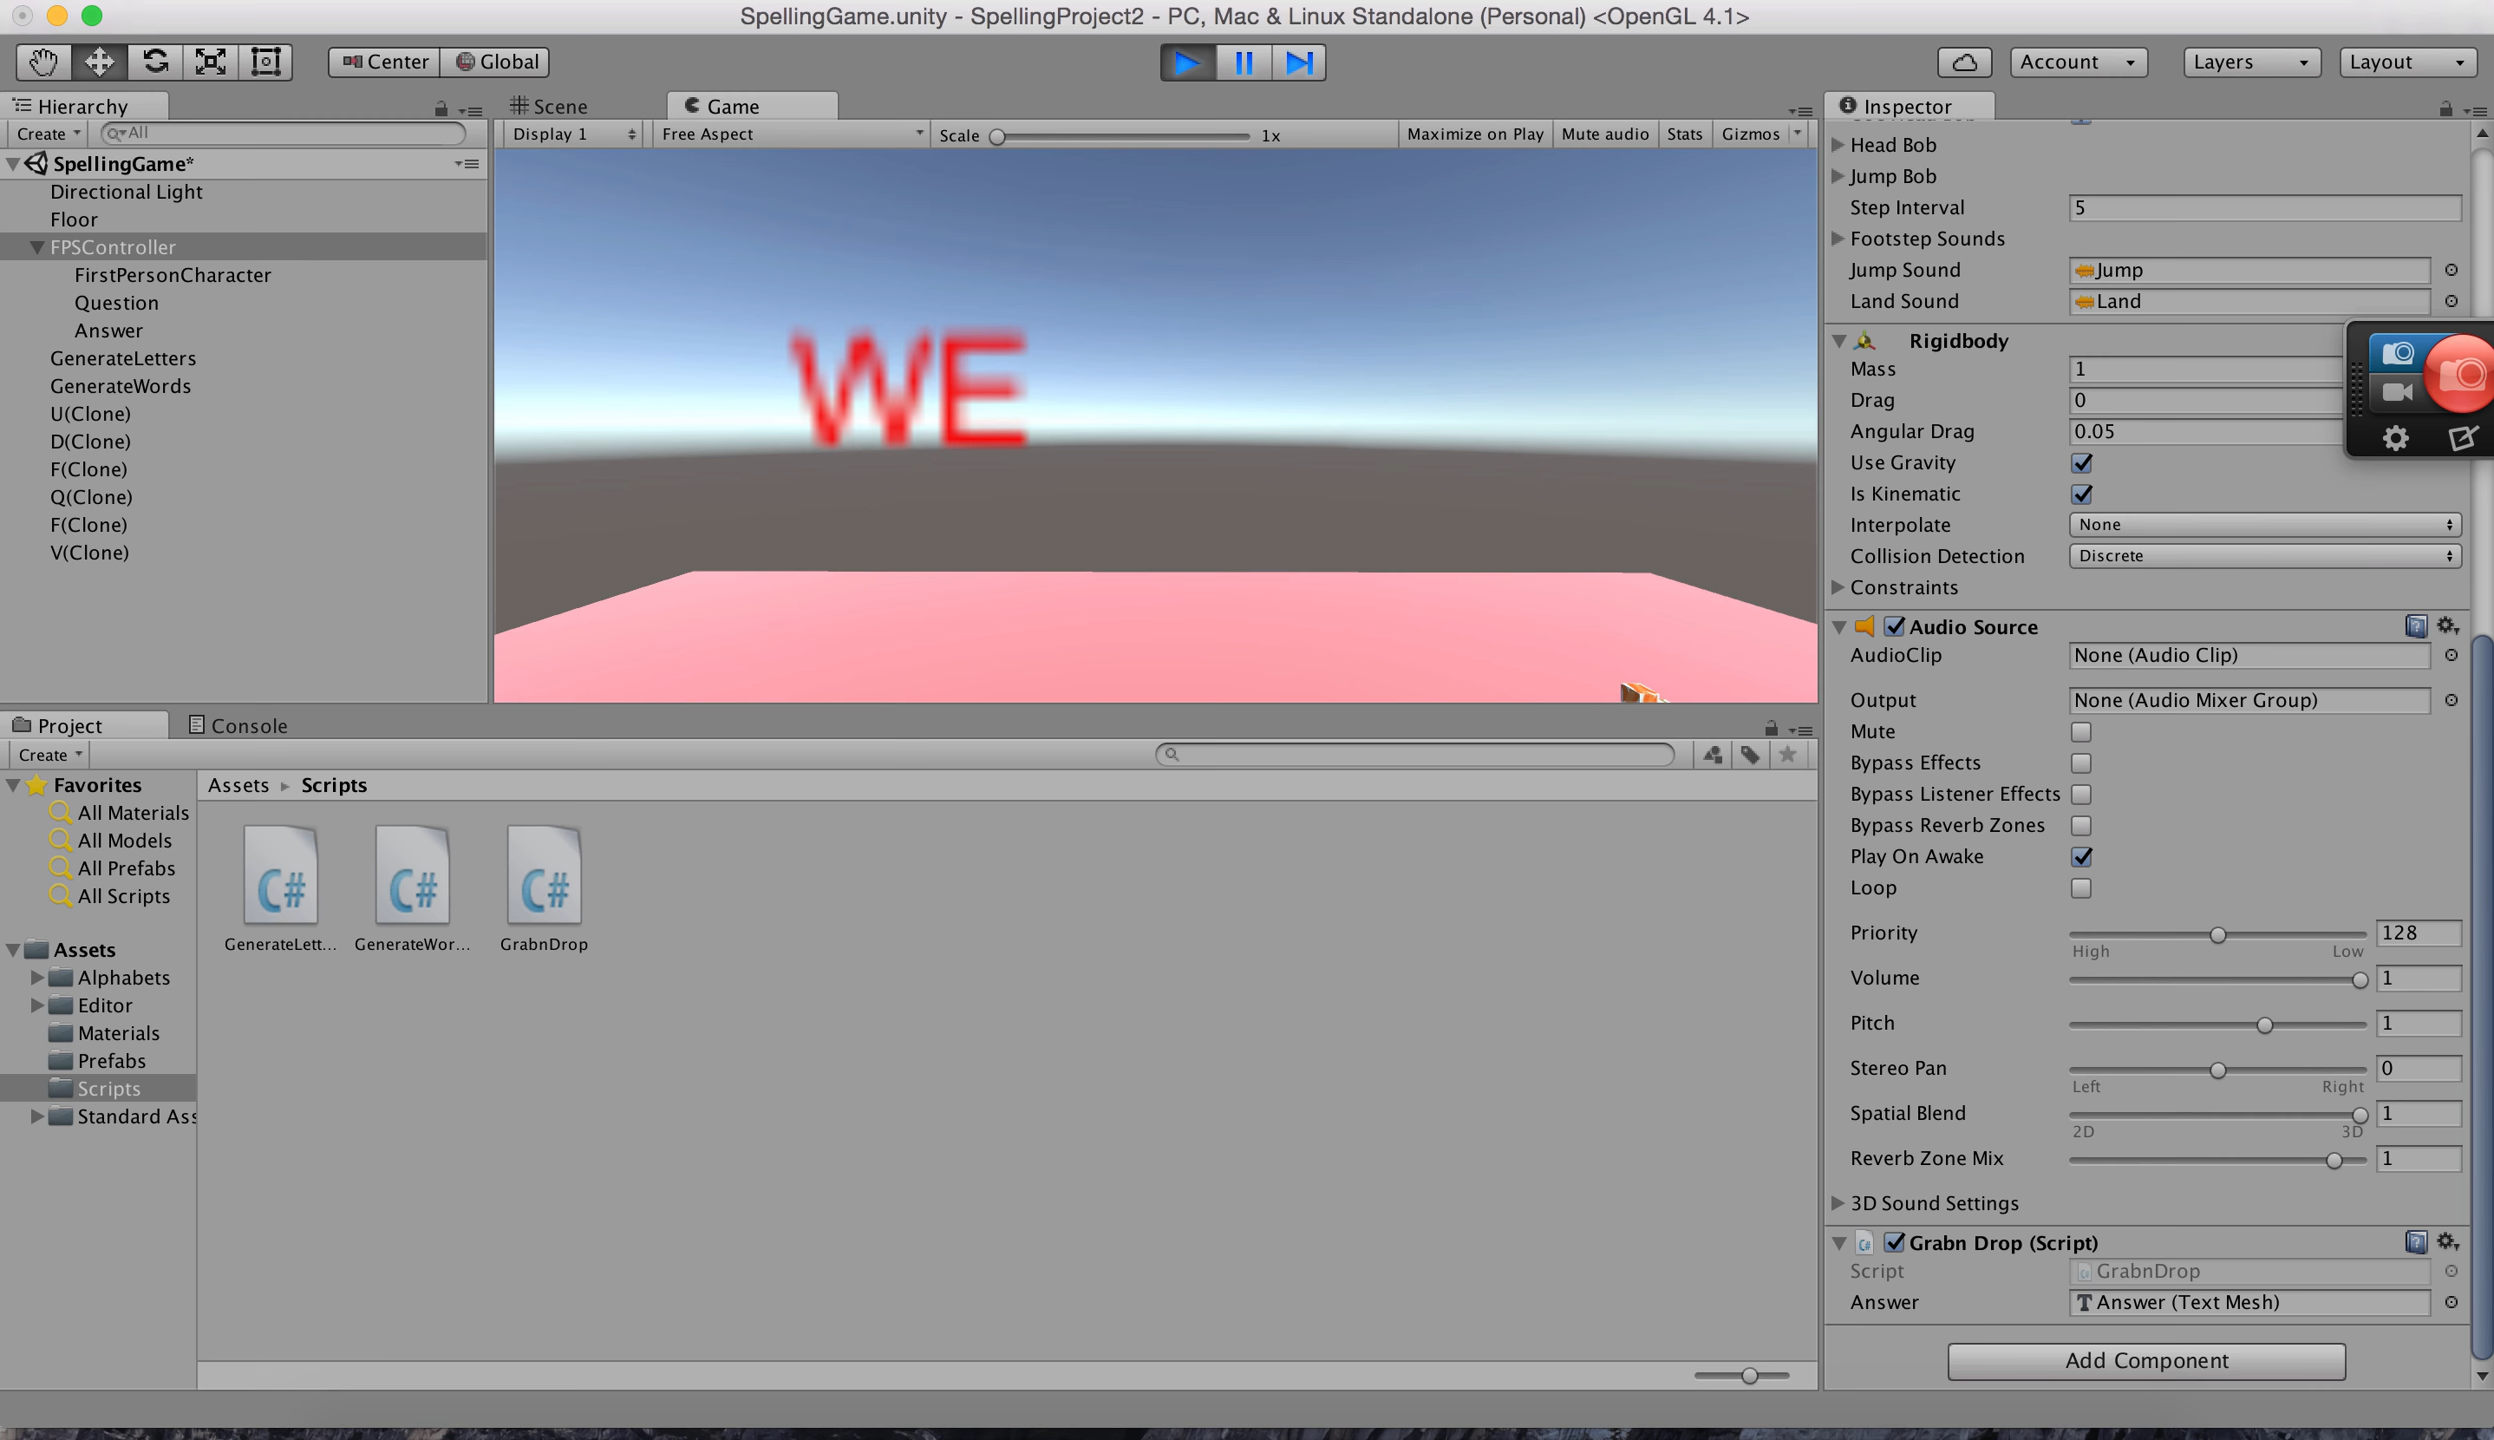 SpellingGame.unity - SpellingProject2 - PC, Mac & Linux Standalone (Personal) <OpenGL 4.1>
Center Global Account Layers Layout
Hierarchy
Create All
SpellingGame*
Directional Light
Floor
FPSController
FirstPersonCharacter
Question
Answer
GenerateLetters
GenerateWords
U(Clone)
D(Clone)
F(Clone)
Q(Clone)
F(Clone)
V(Clone)
Scene Game
Display 1 Free Aspect Scale 1x Maximize on Play Mute audio Stats Gizmos
WE
Project Console
Create
Favorites
All Materials
All Models
All Prefabs
All Scripts
Assets
Alphabets
Editor
Materials
Prefabs
Scripts
Standard Ass
Assets Scripts
GenerateLett... GenerateWor... GrabnDrop
C# C# C#
Inspector
Head Bob
Jump Bob
Step Interval 5
Footstep Sounds
Jump Sound Jump
Land Sound Land
Rigidbody
Mass 1
Drag 0
Angular Drag 0.05
Use Gravity
Is Kinematic
Interpolate None
Collision Detection Discrete
Constraints
Audio Source
AudioClip None (Audio Clip)
Output None (Audio Mixer Group)
Mute
Bypass Effects
Bypass Listener Effects
Bypass Reverb Zones
Play On Awake
Loop
Priority 128
High Low
Volume 1
Pitch 1
Stereo Pan 0
Left Right
Spatial Blend 1
2D 3D
Reverb Zone Mix 1
3D Sound Settings
Grabn Drop (Script)
Script GrabnDrop
Answer Answer (Text Mesh)
Add Component